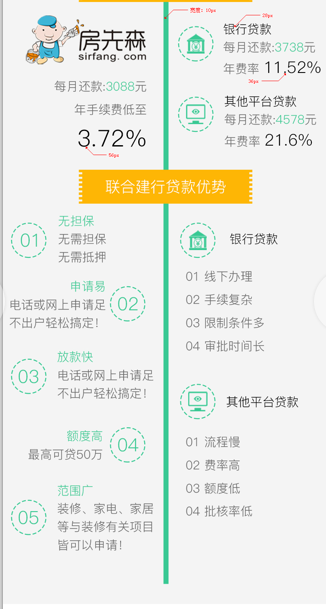 宽度：10px
房先森
sirfang.com
每月还款:3088元
年手续费低至
3.72%
56px
28px
银行贷款
每月还款:3738元
年费率 11,52%
36px
其他平台贷款
每月还款:4578元
年费率 21.6%
联合建行贷款优势
01
无担保
无需担保
无需抵押
申请易
电话或网上申请足
不出户轻松搞定！
02
03
放款快
电话或网上申请足
不出户轻松搞定！
额度高
最高可贷50万
04
05
范围广
装修、家电、家居
等与装修有关项目
皆可以申请！
银行贷款
01 线下办理
02 手续复杂
03 限制条件多
04 审批时间长
其他平台贷款
01 流程慢
02 费率高
03 额度低
04 批核率低